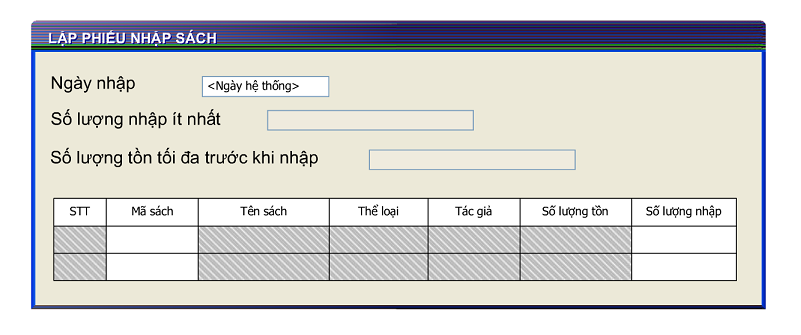 LẬP PHIẾU NHẬP SÁCH
Ngày nhập <Ngày hệ thống>
Số lượng nhập ít nhất
Số lượng tồn tối đa trước khi nhập
STT Mã sách Tên sách Thể loại Tác giả Số lượng tồn Số lượng nhập